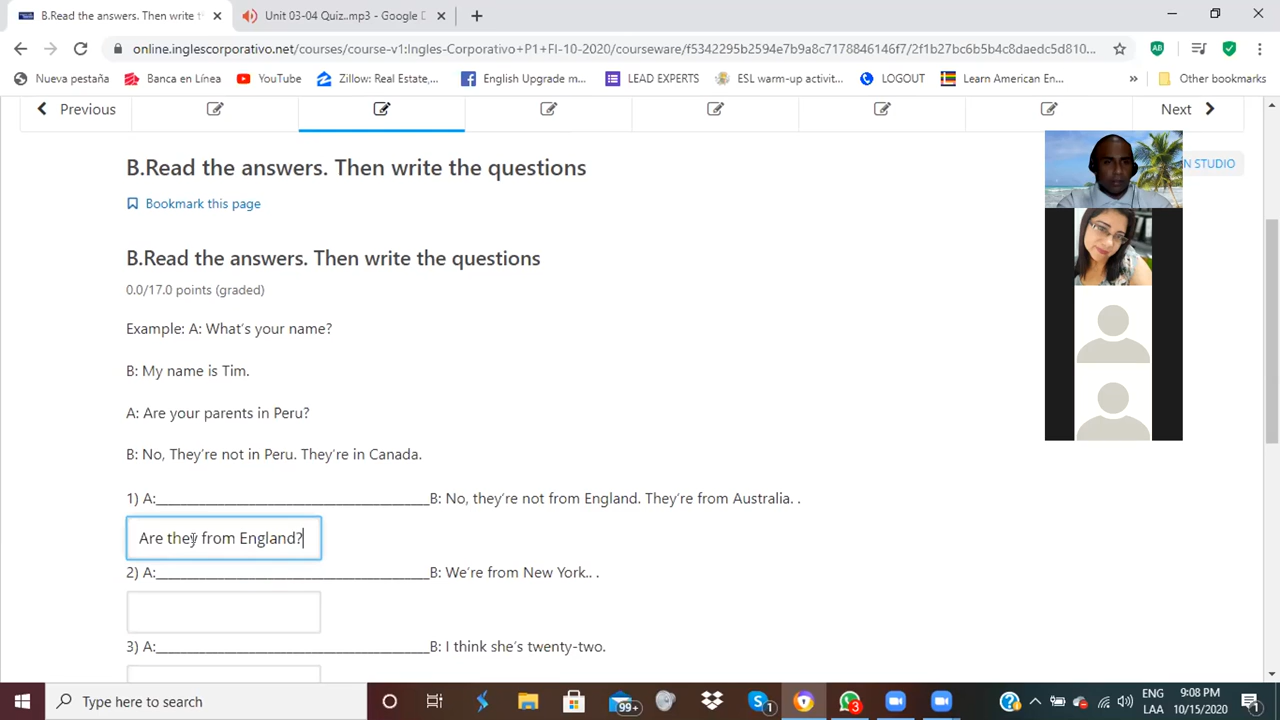 B.Read the answers. Then write t
Unit 03-04 Quiz..mp3 - Google D
online.inglescorporativo.net/courses/course-v1:Ingles-Corporativo+P1+FI-10-2020/courseware/f5342295b2594e7b9a8c7178846146f7/2f1b27bc6b5b4c8daedc5d810...
Nueva pestaña
Banca en Línea
YouTube
Zillow: Real Estate,...
English Upgrade m...
LEAD EXPERTS
ESL warm-up activit...
LOGOUT
Learn American En...
»
Other bookmarks
Previous
Next
N STUDIO
B.Read the answers. Then write the questions
Bookmark this page
B.Read the answers. Then write the questions
0.0/17.0 points (graded)
Example: A: What's your name?
B: My name is Tim.
A: Are your parents in Peru?
B: No, They're not in Peru. They're in Canada.
1) A:______________________________________B: No, they're not from England. They're from Australia. .
Are they from England?
2) A:______________________________________B: We're from New York.. .
3) A:______________________________________B: I think she's twenty-two.
Type here to search
99+
1
3
ENG
LAA
9:08 PM
10/15/2020
1